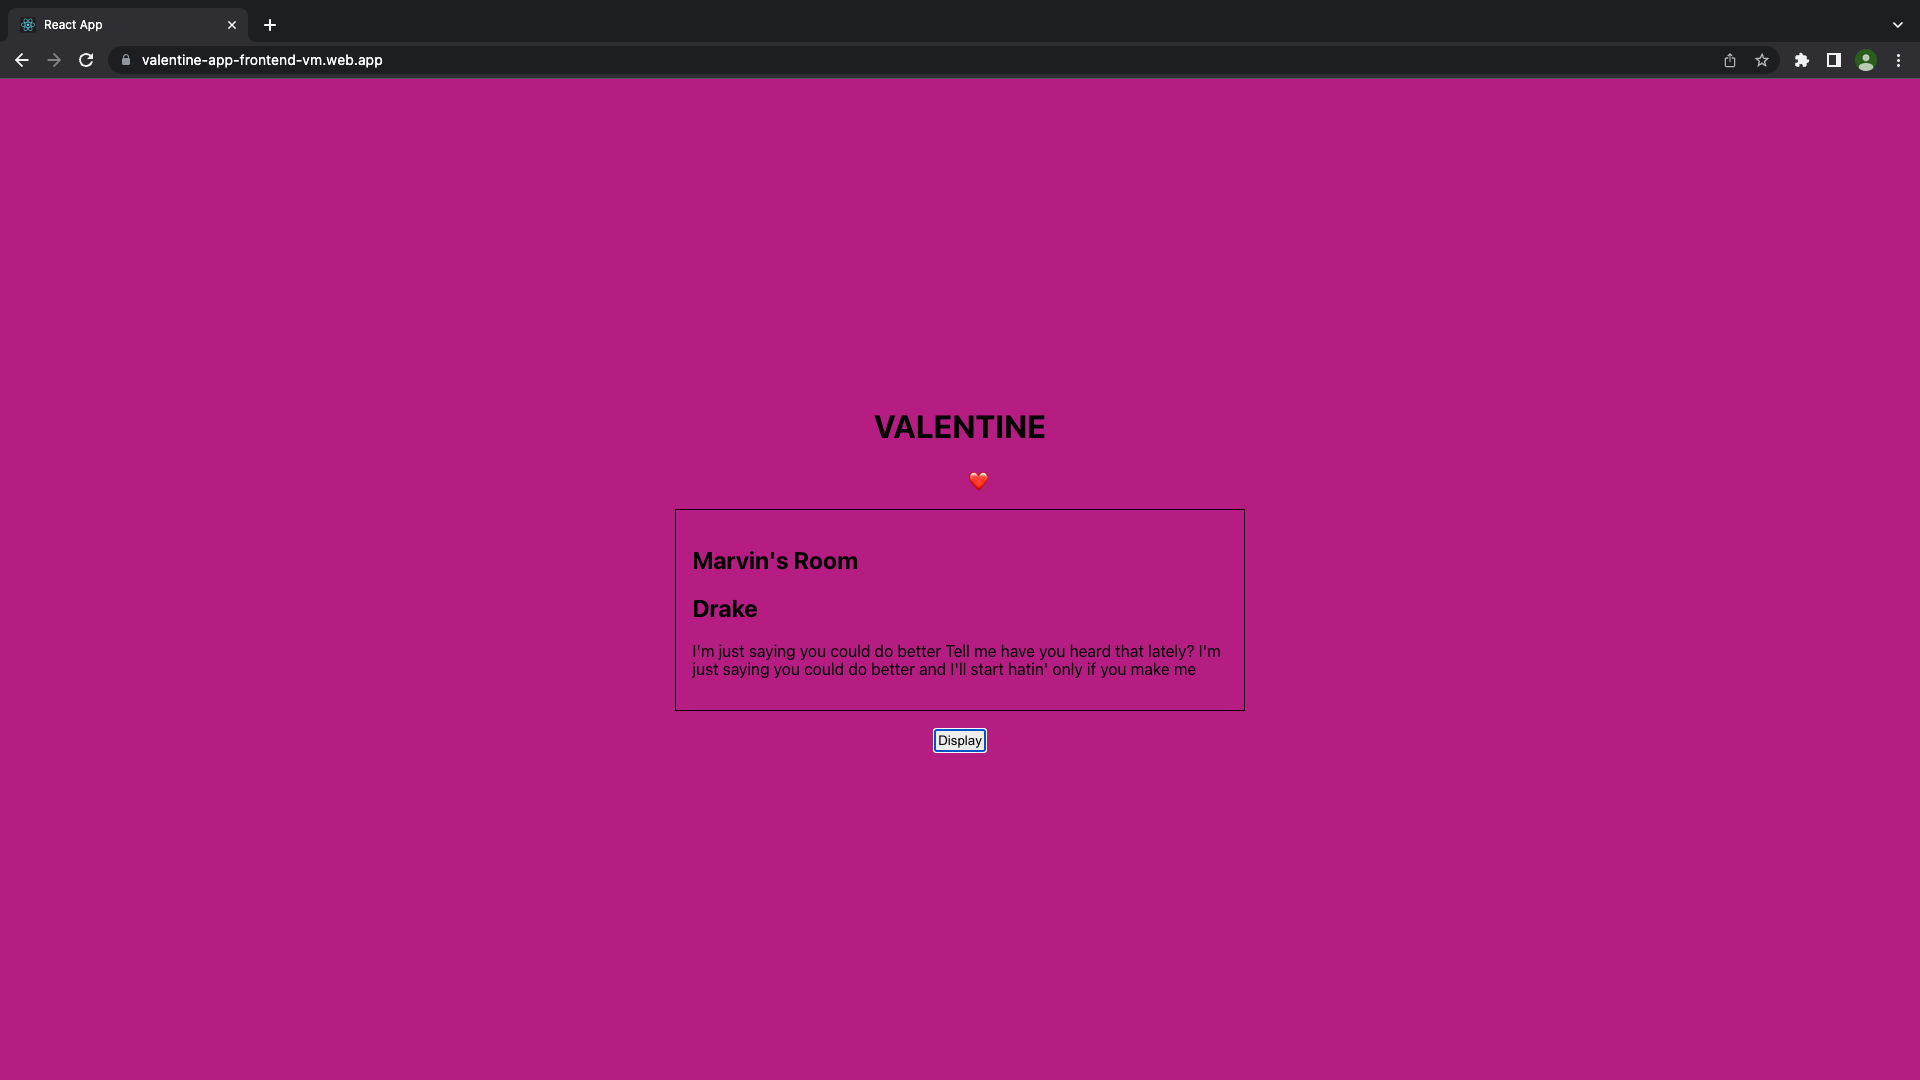 React App
valentine-app-frontend-vm.web.app
VALENTINE
❤️
Marvin's Room
Drake
I'm just saying you could do better Tell me have you heard that lately? I'm
just saying you could do better and I'll start hatin' only if you make me
Display